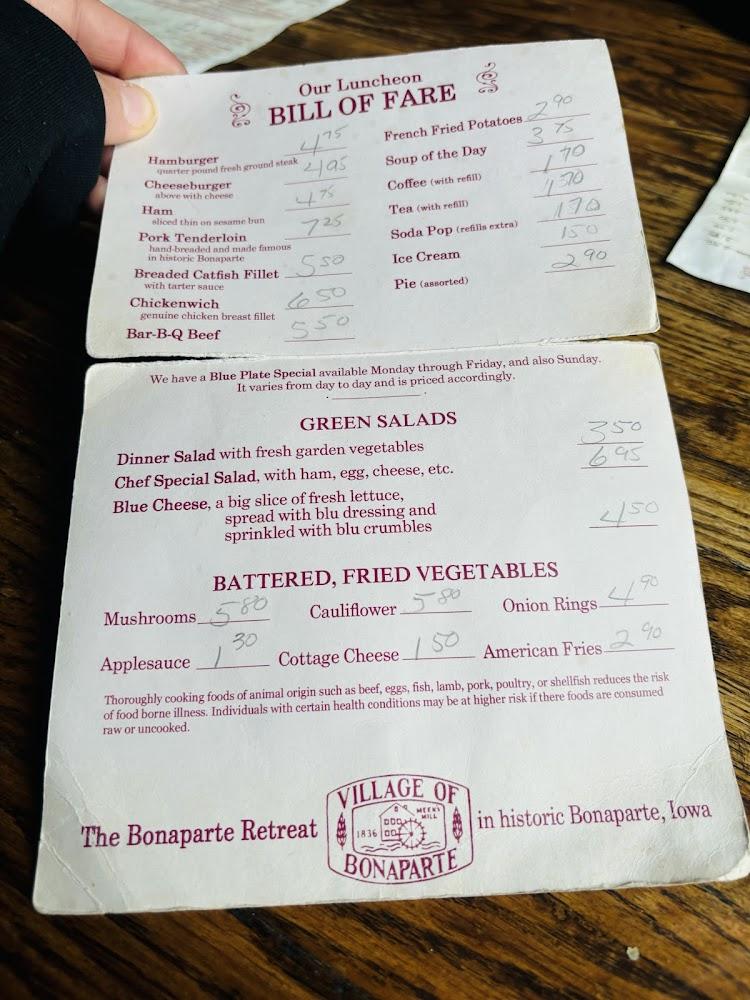 Our Luncheon
BILL OF FARE
Hamburger 4 75
quarter pound fresh ground steak
Cheeseburger 4 95
above with cheese
Ham 4 75
sliced thin on sesame bun
Pork Tenderloin 7 25
hand-breaded and made famous
in historic Bonaparte
Breaded Catfish Fillet 5 50
with tarter sauce
Chickenwich 6 50
genuine chicken breast fillet
Bar-B-Q Beef 5 50
French Fried Potatoes 2 90
Soup of the Day 3 75
Coffee (with refill) 1 70
Tea (with refill) 1 70
Soda Pop (refills extra) 1 70
Ice Cream 1 50
Pie (assorted) 2 90
We have a Blue Plate Special available Monday through Friday, and also Sunday.
It varies from day to day and is priced accordingly.
GREEN SALADS
Dinner Salad with fresh garden vegetables 3 50
Chef Special Salad, with ham, egg, cheese, etc. 6 95
Blue Cheese, a big slice of fresh lettuce,
spread with blu dressing and
sprinkled with blu crumbles 4 50
BATTERED, FRIED VEGETABLES
Mushrooms 5 80 Cauliflower 5 80 Onion Rings 4 90
Applesauce 1 30 Cottage Cheese 1 50 American Fries 2 90
Thoroughly cooking foods of animal origin such as beef, eggs, fish, lamb, pork, poultry, or shellfish reduces the risk
of food borne illness. Individuals with certain health conditions may be at higher risk if there foods are consumed
raw or uncooked.
The Bonaparte Retreat
VILLAGE OF
MEEKS
MILL
1836
BONAPARTE
in historic Bonaparte, Iowa